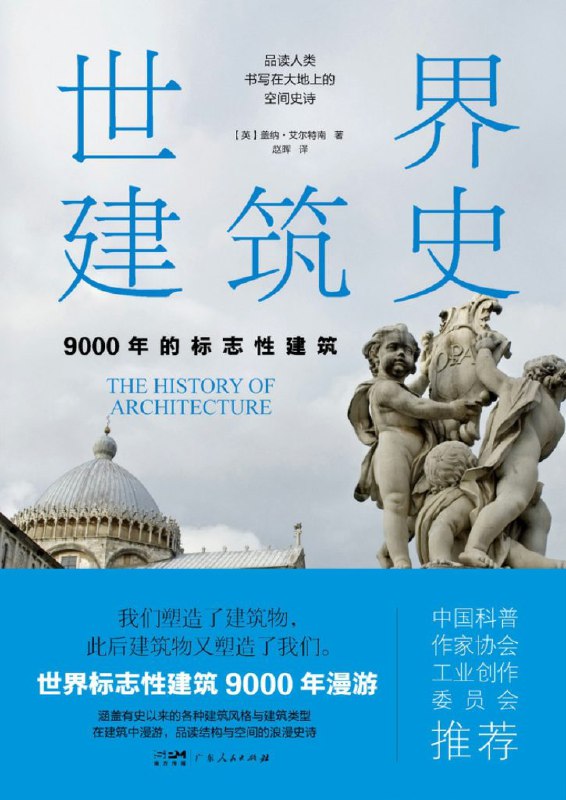 品读人类
书写在大地上的
空间史诗
世界
【英】盖纳·艾尔特南 著
赵晖 译
建筑史
9000年的标志性建筑
THE HISTORY OF
ARCHITECTURE
OPA
我们塑造了建筑物,
此后建筑物又塑造了我们。
世界标志性建筑9000年漫游
涵盖有史以来的各种建筑风格与建筑类型
在建筑中漫游,品读结构与空间的浪漫史诗
中国科普
作家协会
工业创作
委员会
推荐
SPM
南方传媒
广东人民出版社